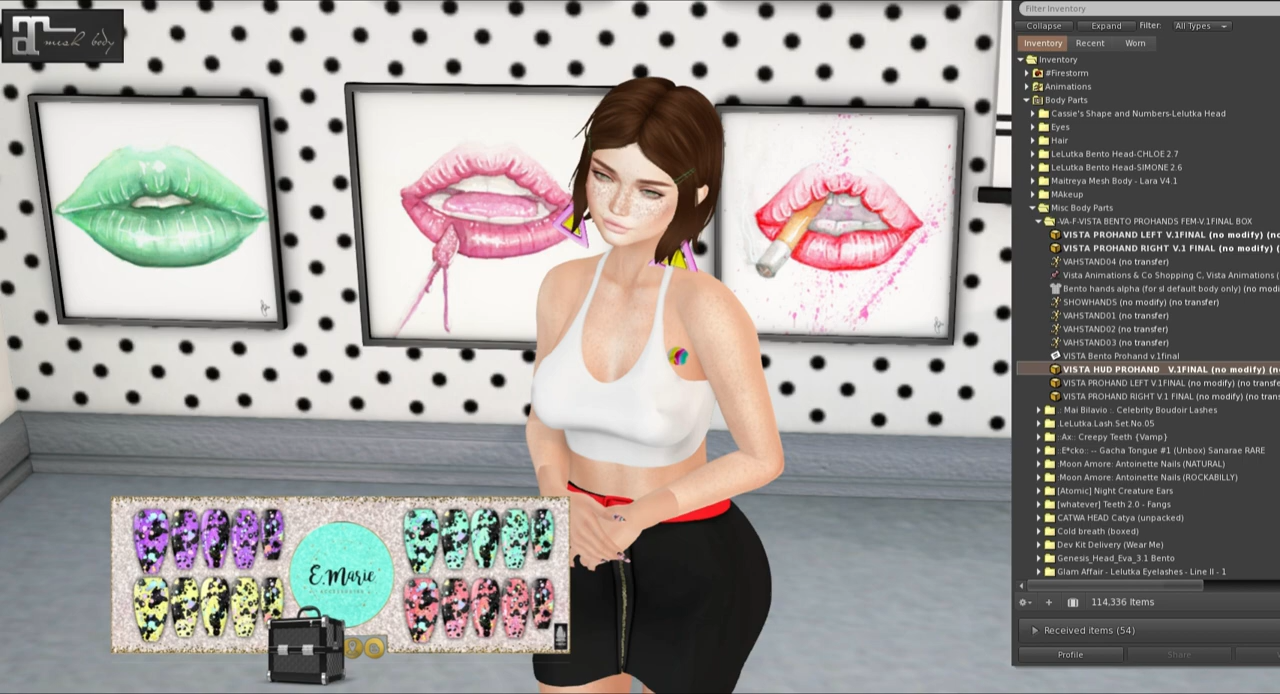 mesh body
E.Marie
ACCESSORIES
Filter Inventory
Collapse Expand Filter: All Types
Inventory Recent Worn
Inventory
#Firestorm
Animations
Body Parts
Cassie's Shape and Numbers-Lelutka Head
Eyes
Hair
LeLutka Bento Head-CHLOE 2.7
LeLutka Bento Head-SIMONE 2.6
Maitreya Mesh Body - Lara V4.1
MAkeup
Misc Body Parts
-VA-F-VISTA BENTO PROHANDS FEM-V.1FINAL BOX
VISTA PROHAND LEFT V.1FINAL (no modify) (no
VISTA PROHAND RIGHT V.1 FINAL (no modify) (no
VAHSTAND04 (no transfer)
Vista Animations & Co Shopping C, Vista Animations (
Bento hands alpha (for sl default body only) (no modi
SHOWHANDS (no modify) (no transfer)
VAHSTAND01 (no transfer)
VAHSTAND02 (no transfer)
VAHSTAND03 (no transfer)
VISTA Bento Prohand v.1final
VISTA HUD PROHAND V.1FINAL (no modify) (no
VISTA PROHAND LEFT V.1FINAL (no modify) (no transfe
VISTA PROHAND RIGHT V.1 FINAL (no modify) (no trans
:. Mai Bilavio :. Celebrity Boudoir Lashes
.LeLutka.Lash.Set.No.05
::Ax:: Creepy Teeth {Vamp}
::E*cko:: -- Gacha Tongue #1 (Unbox) Sanarae RARE
:Moon Amore: Antoinette Nails (NATURAL)
:Moon Amore: Antoinette Nails (ROCKABILLY)
[Atomic] Night Creature Ears
[whatever] Teeth 2.0 - Fangs
CATWA HEAD Catya (unpacked)
Cold breath (boxed)
Dev Kit Delivery (Wear Me)
Genesis_Head_Eva_3.1 Bento
Glam Affair - Lelutka Eyelashes - Line II - 1
114,336 Items
Received items (54)
Profile Share